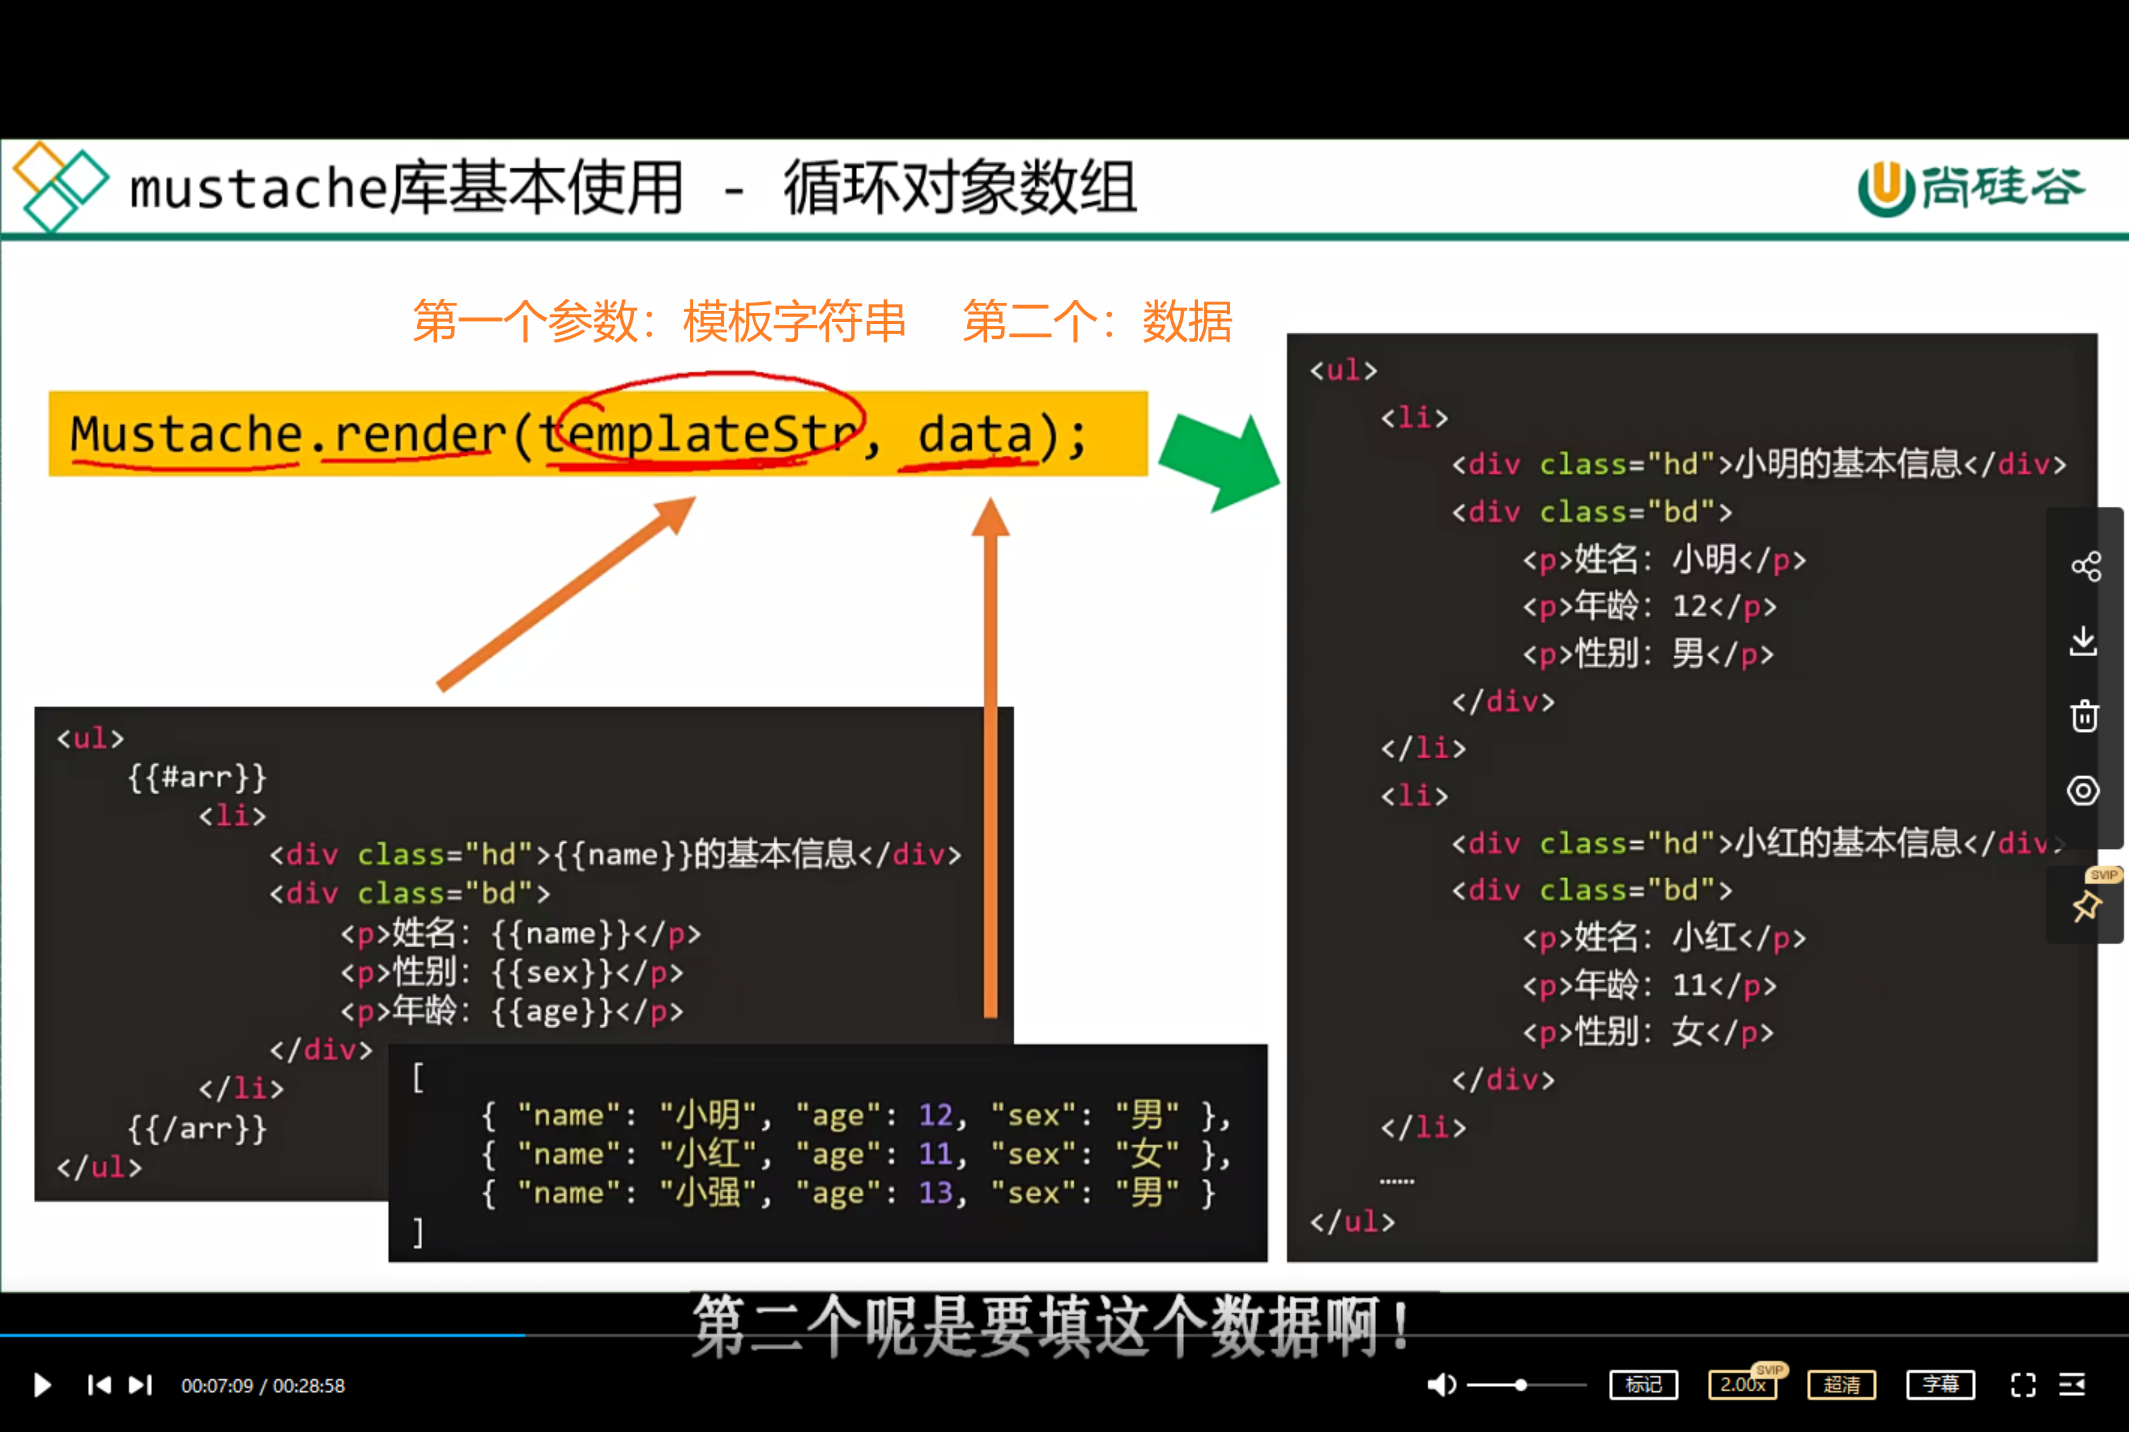 mustache库基本使用 - 循环对象数组
尚硅谷
第一个参数：模板字符串 第二个：数据
Mustache.render(templateStr, data);
<ul>
{{#arr}}
<li>
<div class="hd">{{name}}的基本信息</div>
<div class="bd">
<p>姓名：{{name}}</p>
<p>性别：{{sex}}</p>
<p>年龄：{{age}}</p>
</div>
</li>
{{/arr}}
</ul>
[
{ "name": "小明", "age": 12, "sex": "男" },
{ "name": "小红", "age": 11, "sex": "女" },
{ "name": "小强", "age": 13, "sex": "男" }
]
<ul>
<li>
<div class="hd">小明的基本信息</div>
<div class="bd">
<p>姓名：小明</p>
<p>年龄：12</p>
<p>性别：男</p>
</div>
</li>
<li>
<div class="hd">小红的基本信息</div>
<div class="bd">
<p>姓名：小红</p>
<p>年龄：11</p>
<p>性别：女</p>
</div>
</li>
……
</ul>
SVIP
第二个呢是要填这个数据啊！
00:07:09 / 00:28:58
标记
2.00x
SVIP
超清
字幕